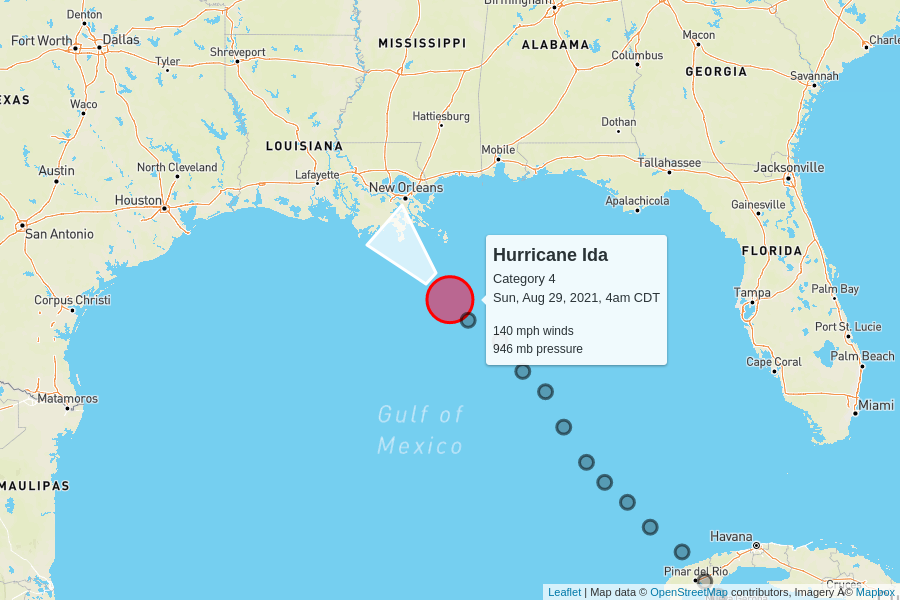 Birmingham
Denton
Fort Worth
Dallas
Macon
Charle
MISSISSIPPI
ALABAMA
Shreveport
Columbus
Tyler
GEORGIA
Savannah
EXAS
Waco
Hattiesburg
Dothan
LOUISIANA
Mobile
Tallahassee
Austin
North Cleveland
Lafayette
Jacksonville
New Orleans
Houston
Apalachicola
Gainesville
San Antonio
FLORIDA
Hurricane Ida
Category 4
Sun, Aug 29, 2021, 4am CDT
140 mph winds
946 mb pressure
Tampa
Palm Bay
Corpus Christi
Port St. Lucie
Cape Coral
Palm Beach
Matamoros
Miami
Gulf of
Mexico
MAULIPAS
Havana
Pinar del Río
Leaflet | Map data © OpenStreetMap contributors, Imagery Â© Mapbox